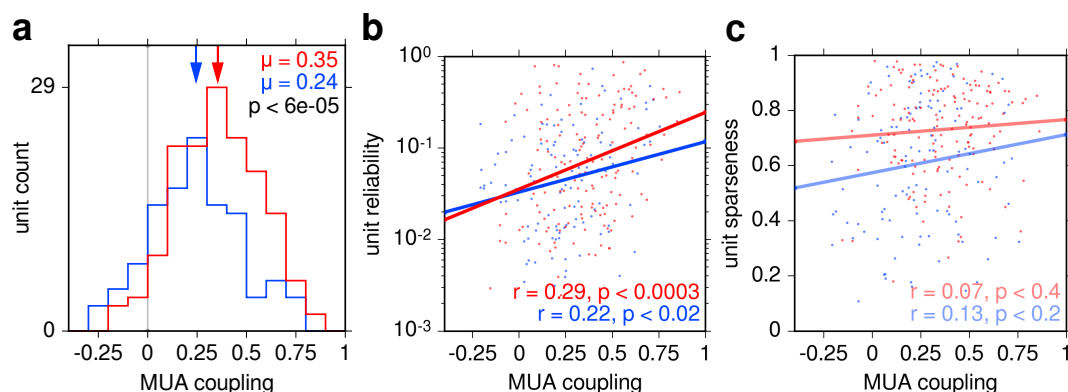 a
unit count
29
0
μ = 0.35
μ = 0.24
p < 6e-05
-0.25 0 0.25 0.5 0.75 1
MUA coupling
b
unit reliability
10⁰
10⁻¹
10⁻²
10⁻³
r = 0.29, p < 0.0003
r = 0.22, p < 0.02
-0.25 0 0.25 0.5 0.75 1
MUA coupling
c
unit sparseness
1
0.8
0.6
0.4
0.2
0
r = 0.07, p < 0.4
r = 0.13, p < 0.2
-0.25 0 0.25 0.5 0.75 1
MUA coupling